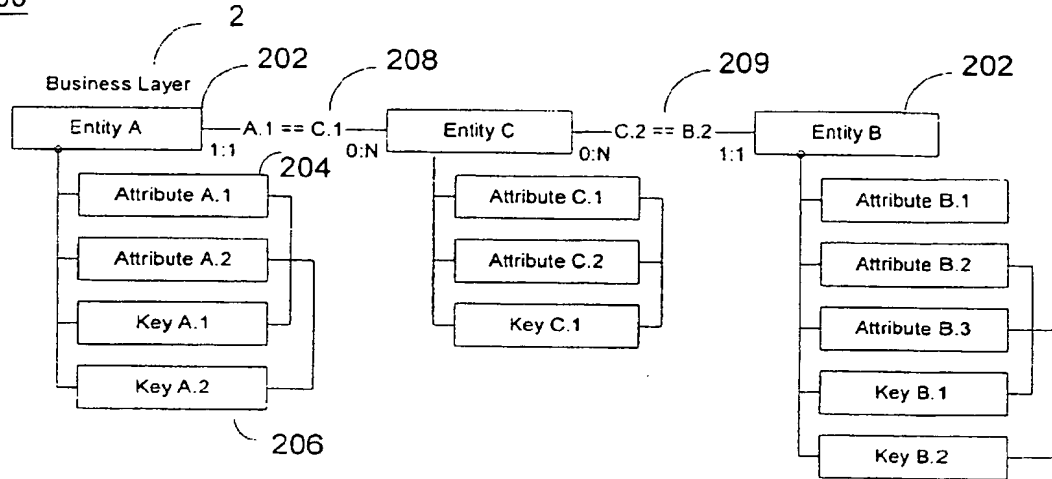 2
Business Layer
202
208
209
202
Entity A
A.1 == C.1
Entity C
C.2 == B.2
Entity B
1:1
0:N
0:N
1:1
204
Attribute A.1
Attribute A.2
Key A.1
Key A.2
206
Attribute C.1
Attribute C.2
Key C.1
Attribute B.1
Attribute B.2
Attribute B.3
Key B.1
Key B.2